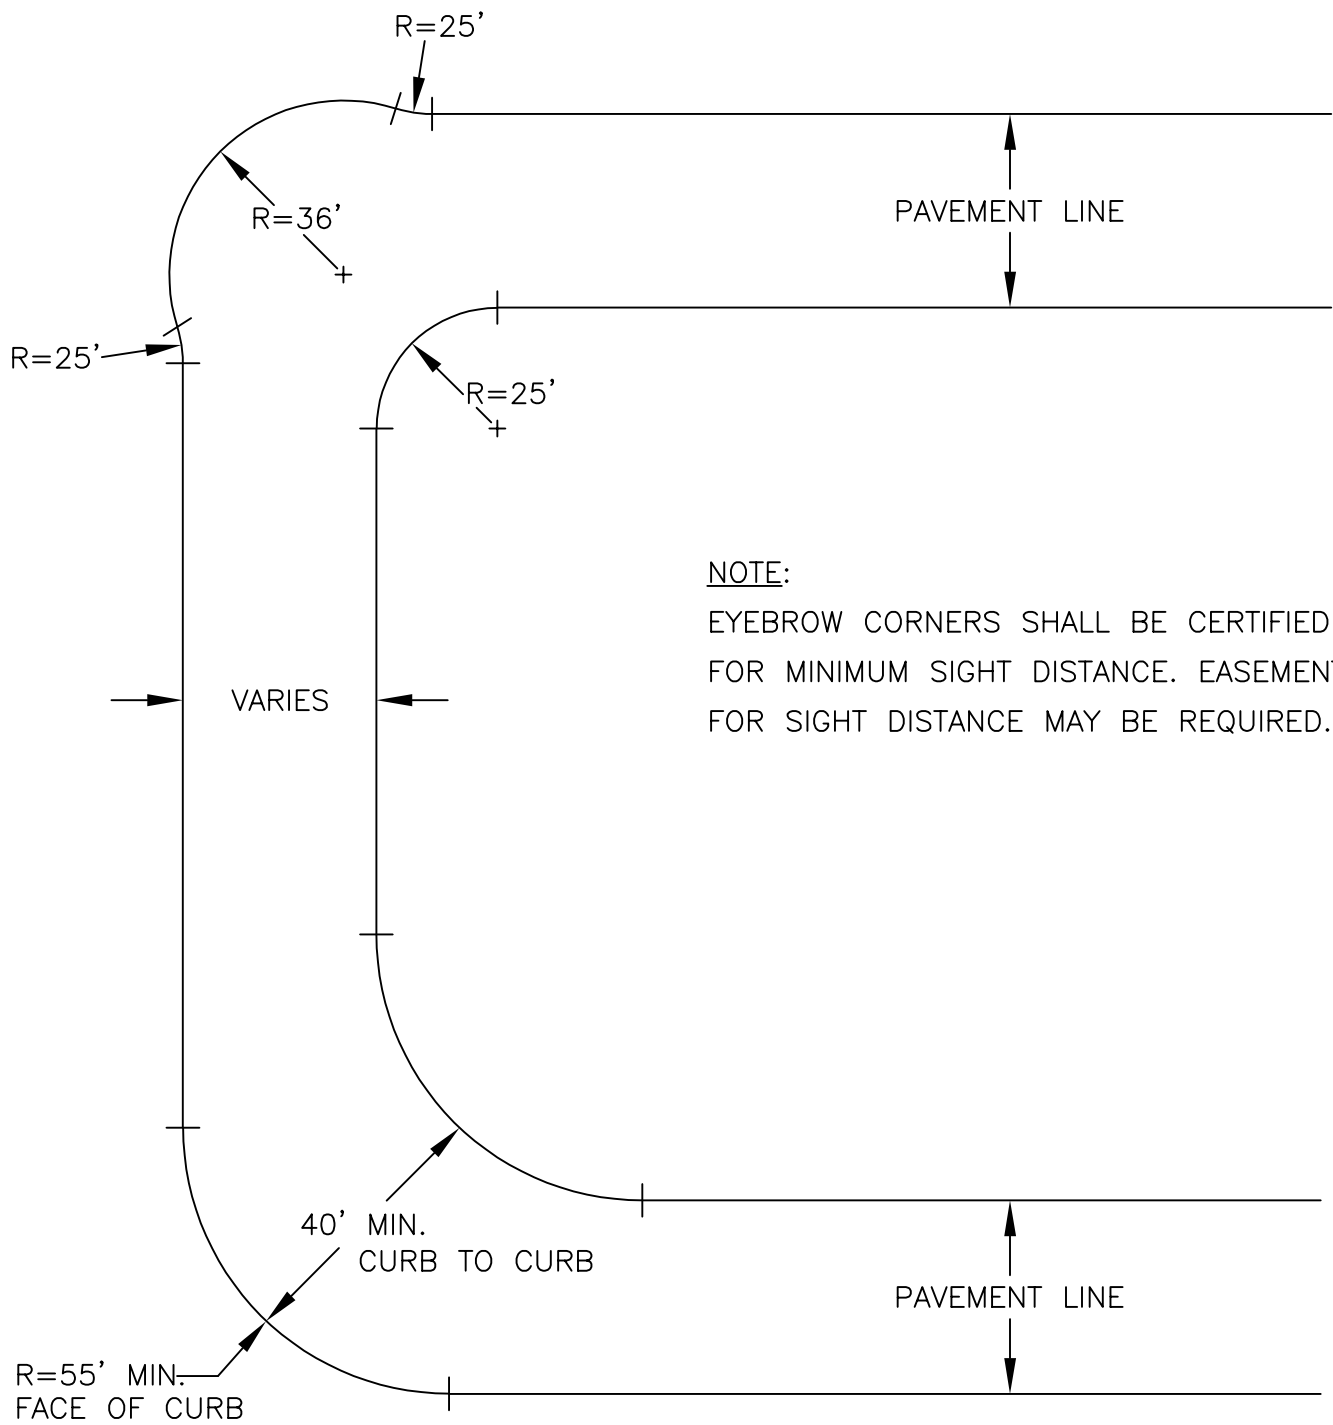 R=25'
R=36'
PAVEMENT LINE
R=25'
R=25'
NOTE:
EYEBROW CORNERS SHALL BE CERTIFIED
FOR MINIMUM SIGHT DISTANCE. EASEMENT
FOR SIGHT DISTANCE MAY BE REQUIRED.
VARIES
40' MIN.
CURB TO CURB
PAVEMENT LINE
R=55' MIN.
FACE OF CURB